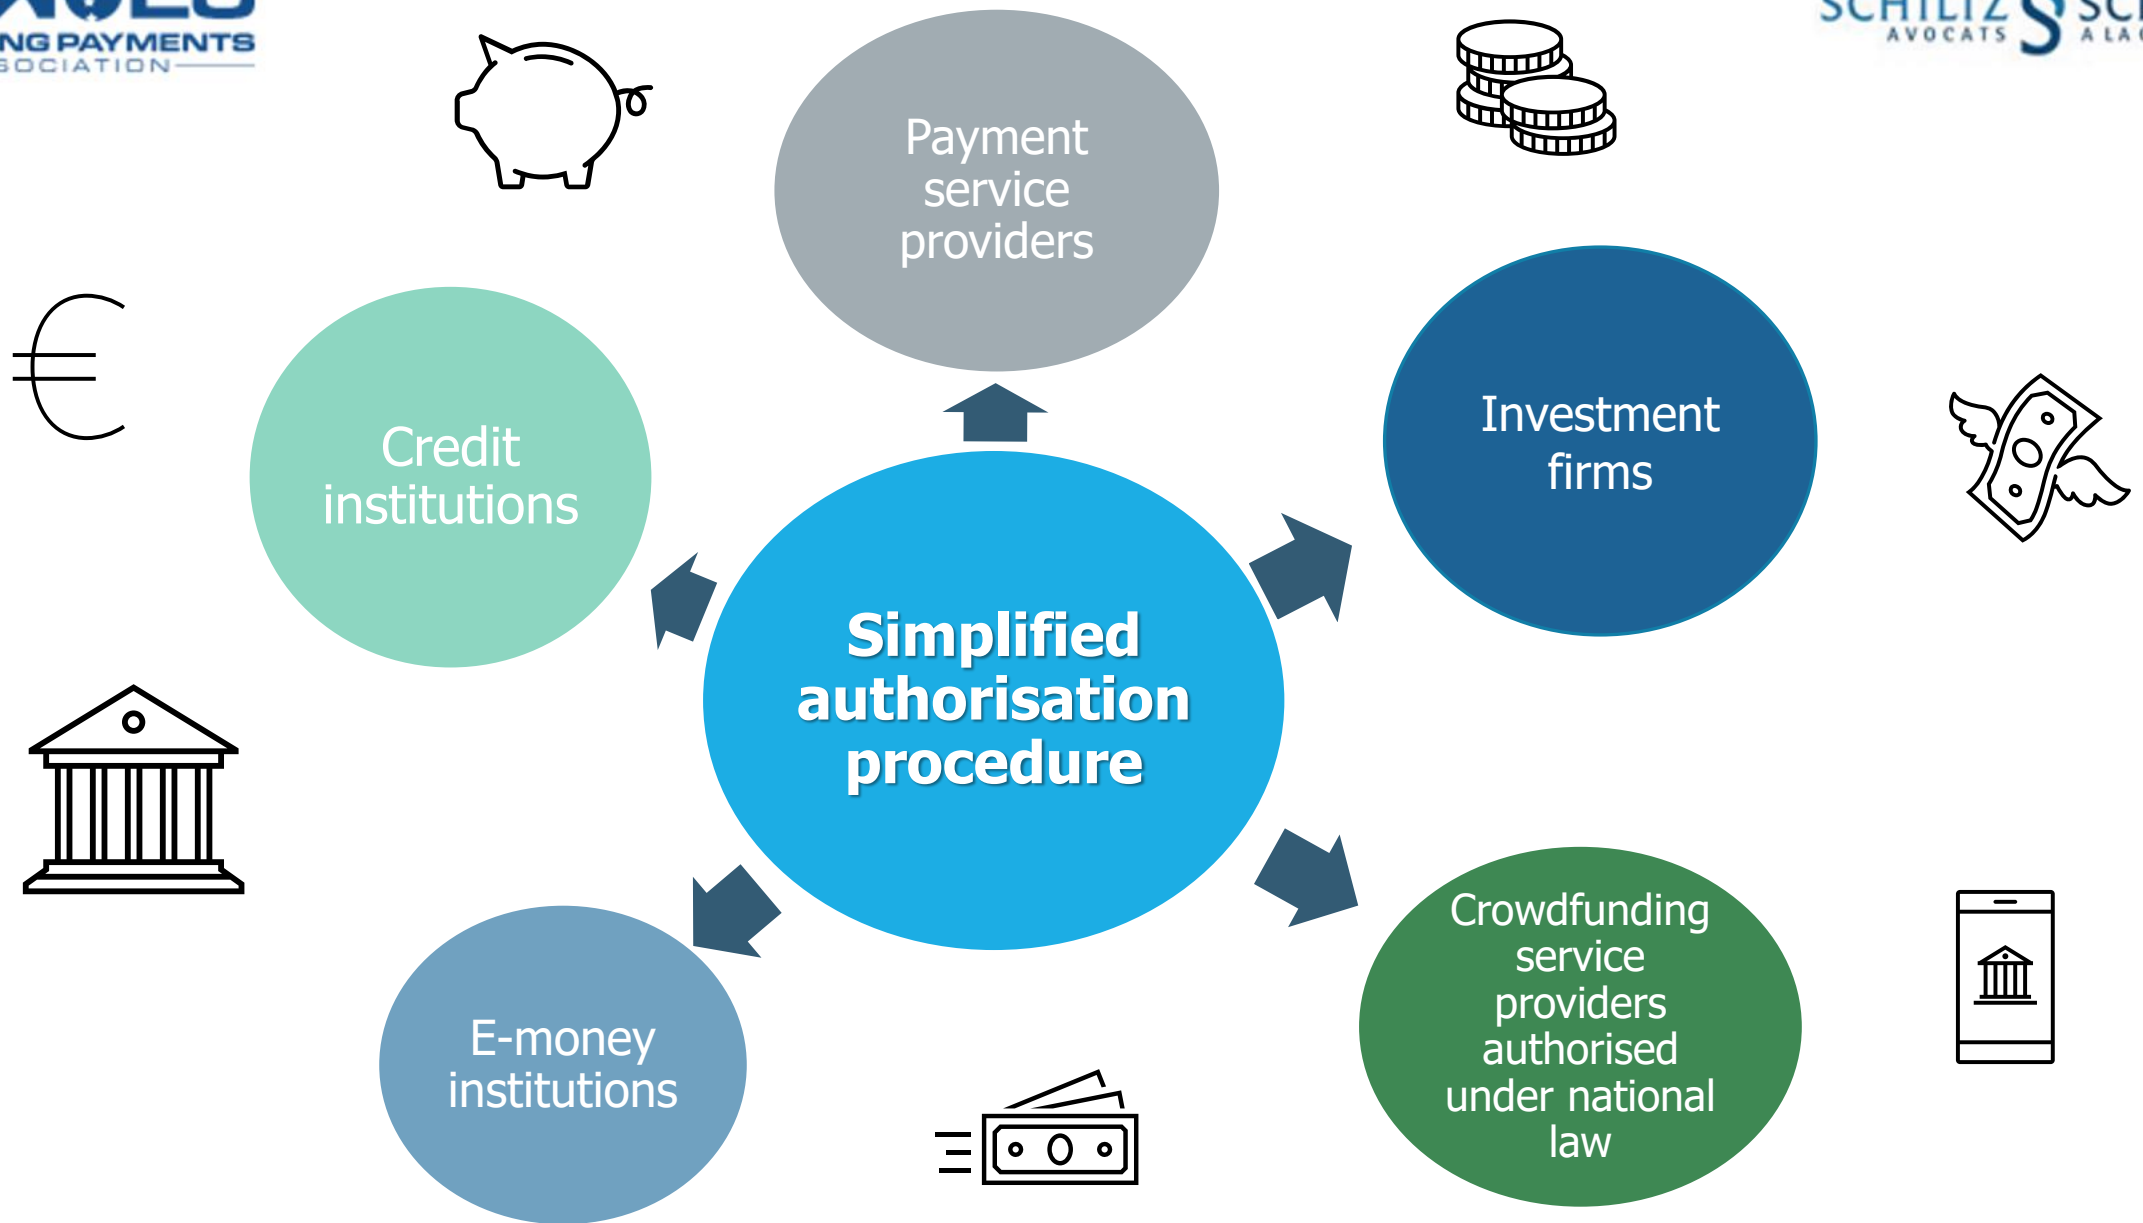 NG PAYMENTS
SOCIATION
SCHILTZ
AVOCATS
Payment
service
providers
Investment
firms
Credit
institutions
Simplified
authorisation
procedure
Crowdfunding
service
providers
authorised
under national
law
E-money
institutions